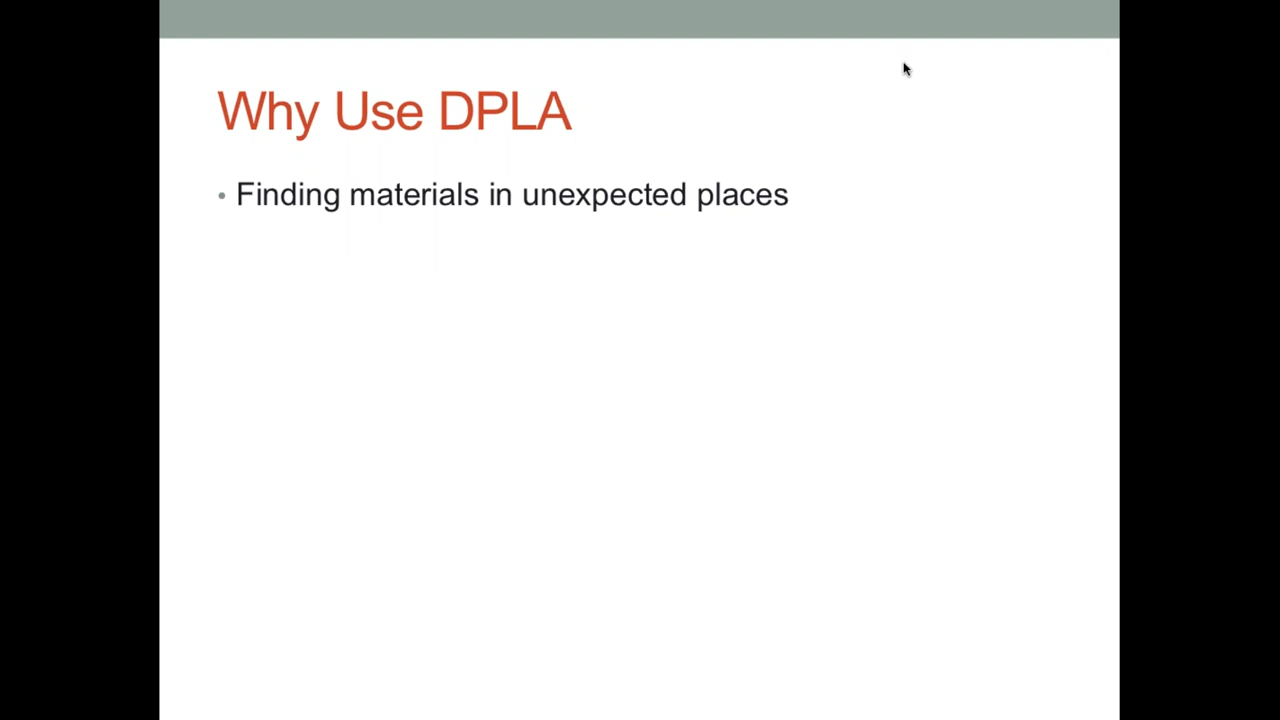 Why Use DPLA
• Finding materials in unexpected places